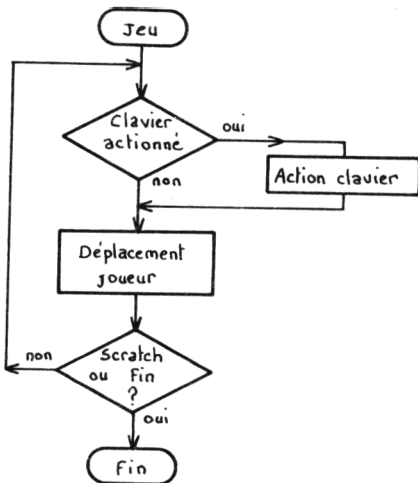 Jeu
Clavier
actionné
oui
non
Action clavier
Déplacement
joueur
non
Scratch
ou Fin
?
oui
Fin